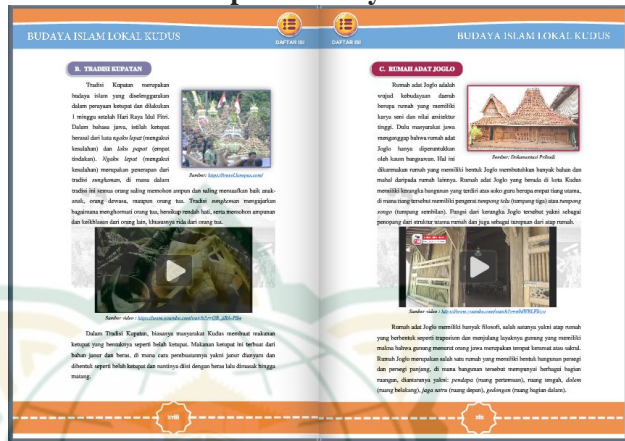 BUDAYA ISLAM LOKAL KUDUS
DAFTAR ISI
B. TRADISI KUPATAN
Tradisi Kupatan merupakan
budaya islam yang diselenggarakan
dalam perayaan ketupat dan dilakukan
1 minggu setelah Hari Raya Idul Fitri.
Dalam bahasa jawa, istilah ketupat
berasal dari kata ngaku lepat (mengakui
kesalahan) dan laku papat (empat
tindakan). Ngaku lepat (mengakui
kesalahan) merupakan penerapan dari
tradisi sungkeman, di mana dalam
Sumber:
tradisi ini semua orang saling memohon ampun dan saling memaafkan baik anak-
anak, orang dewasa, maupun orang tua. Tradisi sungkeman mengajarkan
bagaimana menghormati orang tua, bersikap rendah hati, serta memohon ampunan
dan keikhlasan dari orang lain, khususnya rida dari orang tua.
Sumber video :
Dalam Tradisi Kupatan, biasanya masyarakat Kudus membuat makanan
ketupat yang bentuknya seperti belah ketupat. Makanan ketupat ini terbuat dari
bahan janur dan beras, di mana cara pembuatannya yakni janur dianyam dan
dibentuk seperti belah ketupat dan nantinya diisi dengan beras lalu dimasak hingga
matang.
DAFTAR ISI
BUDAYA ISLAM LOKAL KUDUS
C. RUMAH ADAT JOGLO
Rumah adat Joglo adalah
wujud kebudayaan daerah
berupa rumah yang memiliki
karya seni dan nilai arsitektur
tinggi. Dulu masyarakat jawa
menganggap bahwa rumah adat
Joglo hanya diperuntukkan
oleh kaum bangsawan. Hal ini
Sumber: Dokumentasi Pribadi
dikarenakan rumah yang memiliki bentuk Joglo membutuhkan banyak bahan dan
mahal daripada rumah lainnya. Rumah adat Joglo yang berada di kota Kudus
memiliki kerangka bangunan yang terdiri atas soko guru berupa empat tiang utama,
di mana tiang tersebut memiliki pengerat tumpang telu (tumpang tiga) atau tumpang
songo (tumpang sembilan). Fungsi dari kerangka Joglo tersebut yakni sebagai
penopang dari struktur utama rumah dan juga sebagai tumpuan dari atap rumah.
Sumber video :
Rumah adat Joglo memiliki banyak filosofi, salah satunya yakni atap rumah
yang berbentuk seperti trapesium dan menjulang layaknya gunung yang memiliki
makna bahwa gunung menurut orang jawa merupakan tempat keramat atau sakral.
Rumah Joglo merupakan salah satu rumah yang memiliki bentuk bangunan persegi
dan persegi panjang, di mana bangunan tersebut mempunyai berbagai bagian
ruangan, diantaranya yakni: pendapa (ruang pertemuan), ruang tengah, dalem
(ruang belakang), jaga satru (ruang depan), gedongan (ruang bagian dalam).